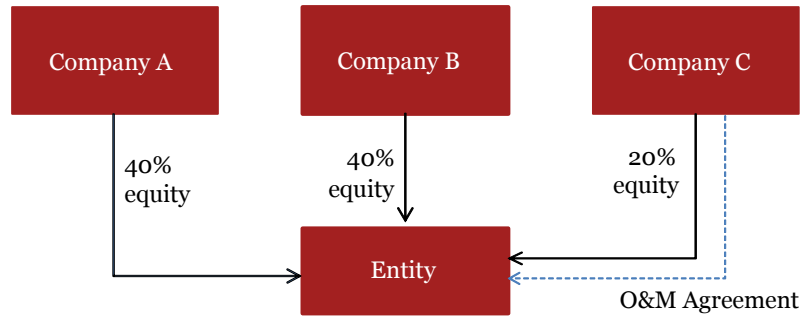 Company A
Company B
Company C
40%
equity
40%
equity
20%
equity
Entity
O&M Agreement